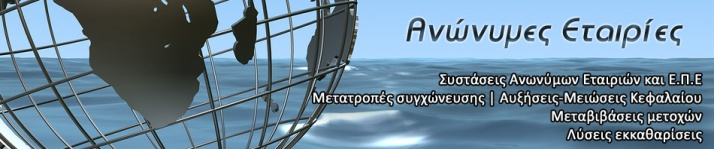 Ανώνυμες Εταιρίες
Συστάσεις Ανωνύμων Εταιριών και Ε.Π.Ε
Μετατροπές συγχώνευσης | Αυξήσεις-Μειώσεις Κεφαλαίου
Μεταβιβάσεις μετοχών
Λύσεις εκκαθαρίσεις